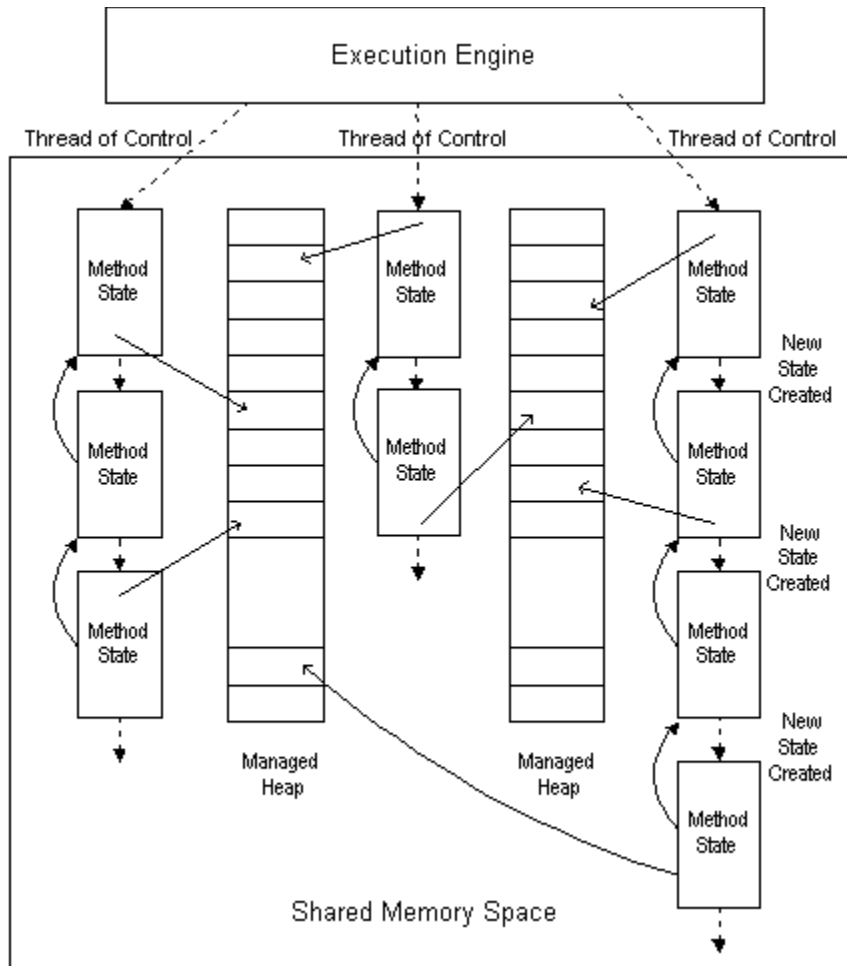 Execution Engine
Thread of Control
Thread of Control
Thread of Control
Method
State
Method
State
Method
State
New
State
Created
Method
State
Method
State
Method
State
New
State
Created
Method
State
Method
State
New
State
Created
Managed
Heap
Managed
Heap
Method
State
Shared Memory Space